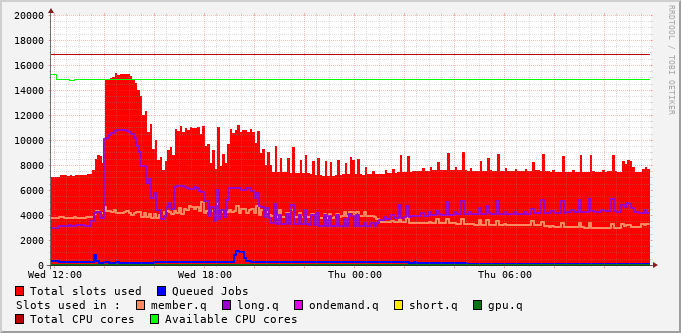 20000
18000
16000
14000
12000
10000
8000
6000
4000
2000
0
Wed 12:00 Wed 18:00 Thu 00:00 Thu 06:00
RRDTOOL / TOBI OETIKER
Total slots used Queued Jobs
Slots used in : member.q long.q ondemand.q short.q gpu.q
Total CPU cores Available CPU cores